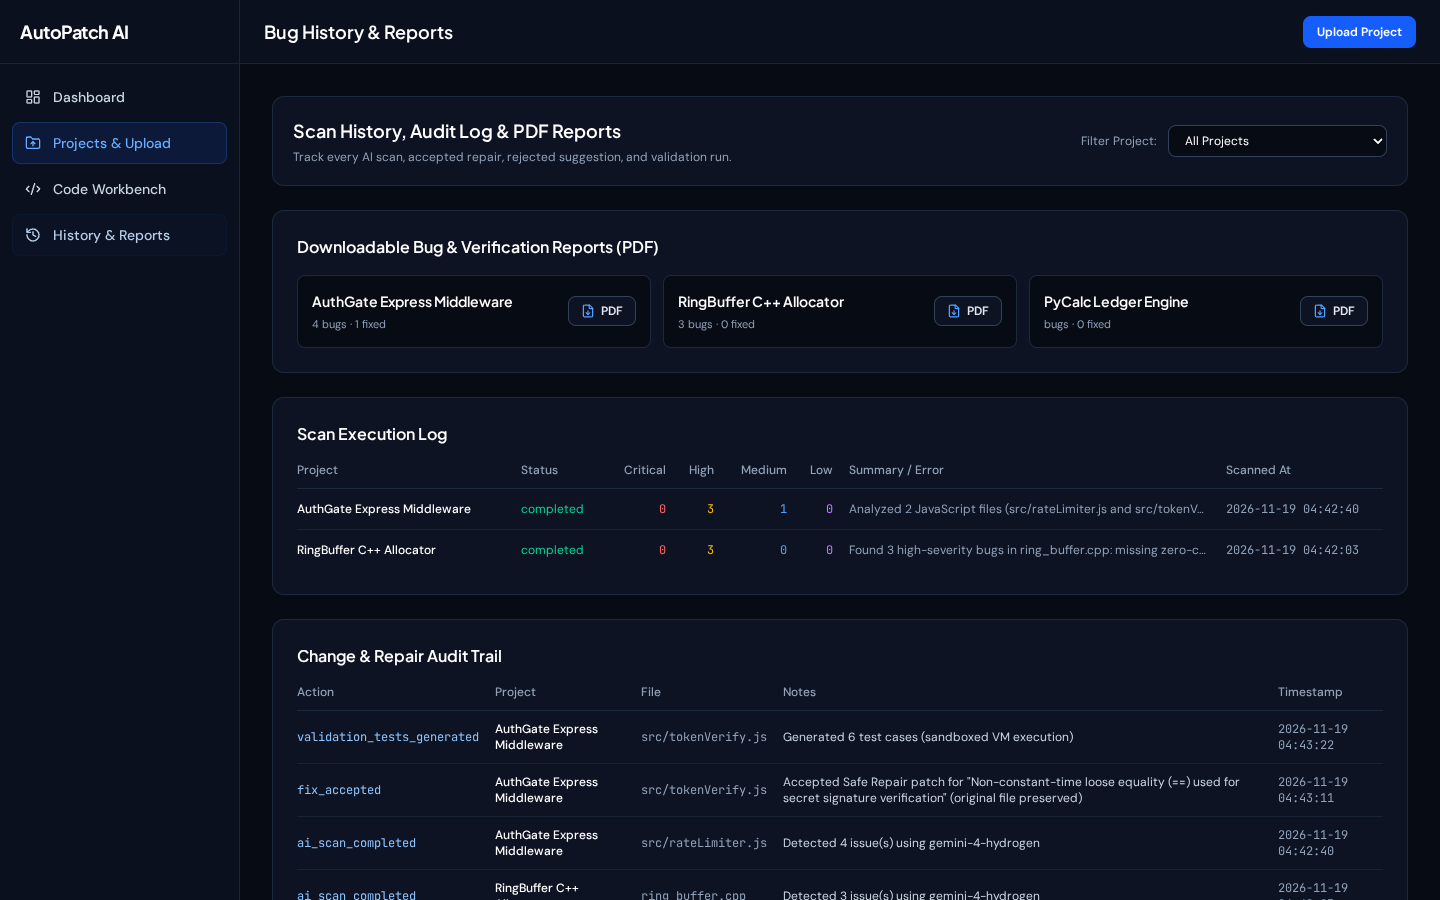 AutoPatch AI
Bug History & Reports
Upload Project
Dashboard
Projects & Upload
Code Workbench
History & Reports
Scan History, Audit Log & PDF Reports
Track every AI scan, accepted repair, rejected suggestion, and validation run.
Filter Project:
All Projects
Downloadable Bug & Verification Reports (PDF)
AuthGate Express Middleware
4 bugs · 1 fixed
PDF
RingBuffer C++ Allocator
3 bugs · 0 fixed
PDF
PyCalc Ledger Engine
bugs · 0 fixed
PDF
Scan Execution Log
Project Status Critical High Medium Low Summary / Error Scanned At
AuthGate Express Middleware completed 0 3 1 0 Analyzed 2 JavaScript files (src/rateLimiter.js and src/tokenV... 2026-11-19 04:42:40
RingBuffer C++ Allocator completed 0 3 0 0 Found 3 high-severity bugs in ring_buffer.cpp: missing zero-c... 2026-11-19 04:42:03
Change & Repair Audit Trail
Action Project File Notes Timestamp
validation_tests_generated AuthGate Express Middleware src/tokenVerify.js Generated 6 test cases (sandboxed VM execution) 2026-11-19 04:43:22
fix_accepted AuthGate Express Middleware src/tokenVerify.js Accepted Safe Repair patch for "Non-constant-time loose equality (==) used for secret signature verification" (original file preserved) 2026-11-19 04:43:11
ai_scan_completed AuthGate Express Middleware src/rateLimiter.js Detected 4 issue(s) using gemini-4-hydrogen 2026-11-19 04:42:40
ai_scan_completed RingBuffer C++ ring_buffer.cpp Detected 3 issue(s) using gemini-4-hydrogen 2026-11-19